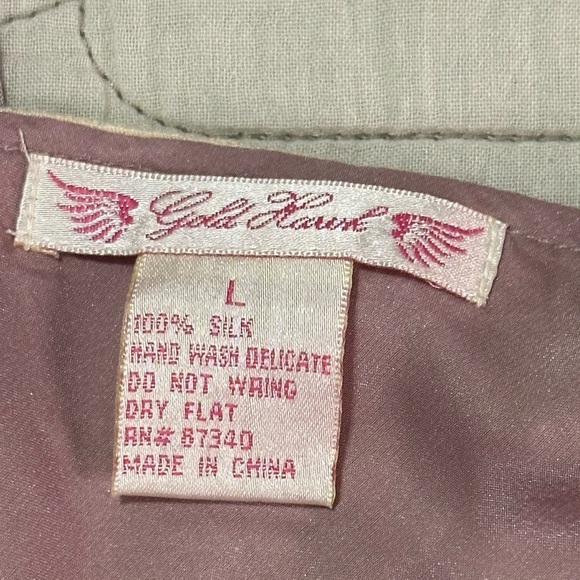 Gold Hawk
L
100% SILK
HAND WASH DELICATE
DO NOT WRING
DRY FLAT
RN# 87340
MADE IN CHINA